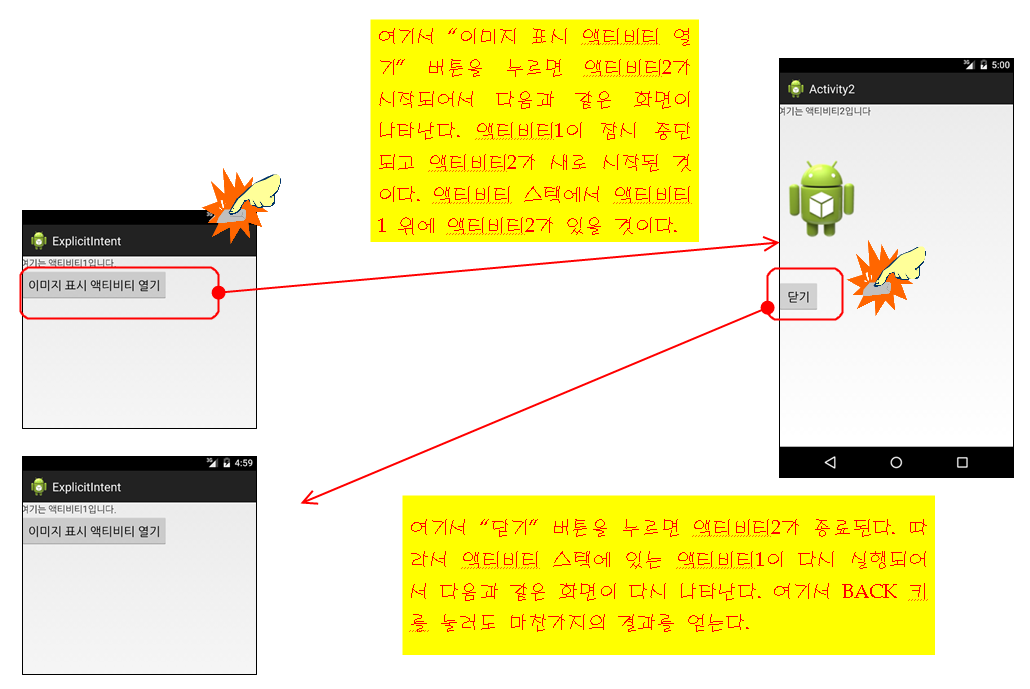 여기서 “이미지 표시 액티비티 열
기“ 버튼을 누르면 액티비티2가
시작되어서 다음과 같은 화면이
나타난다. 액티비티1이 잠시 중단
되고 액티비티2가 새로 시작된 것
이다. 액티비티 스택에서 액티비티
1 위에 액티비티2가 있을 것이다.
ExplicitIntent
여기는 액티비티1입니다
이미지 표시 액티비티 열기
3G 5:00
Activity2
여기는 액티비티2입니다
닫기
3G 4:59
ExplicitIntent
여기는 액티비티1입니다.
이미지 표시 액티비티 열기
여기서 “닫기“ 버튼을 누르면 액티비티2가 종로된다. 따
라서 액티비티 스택에 있는 액티비티1이 다시 실행되어
서 다음과 같은 화면이 다시 나타난다. 여기서 BACK 키
를 눌러도 마찬가지의 결과를 얻는다.